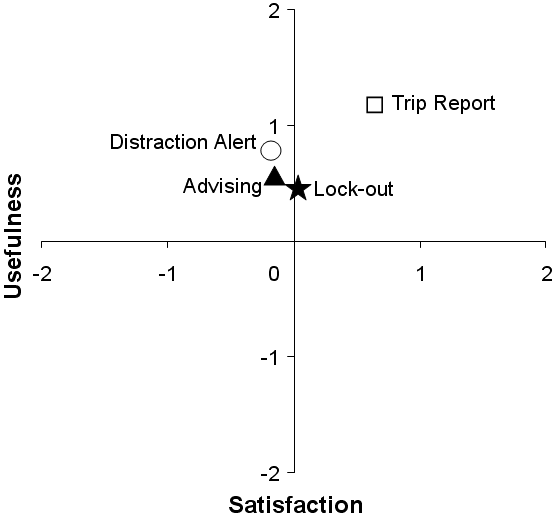 2
Trip Report
1
Distraction Alert
Advising
Lock-out
Usefulness
-2
-1
0
1
2
-1
-2
Satisfaction